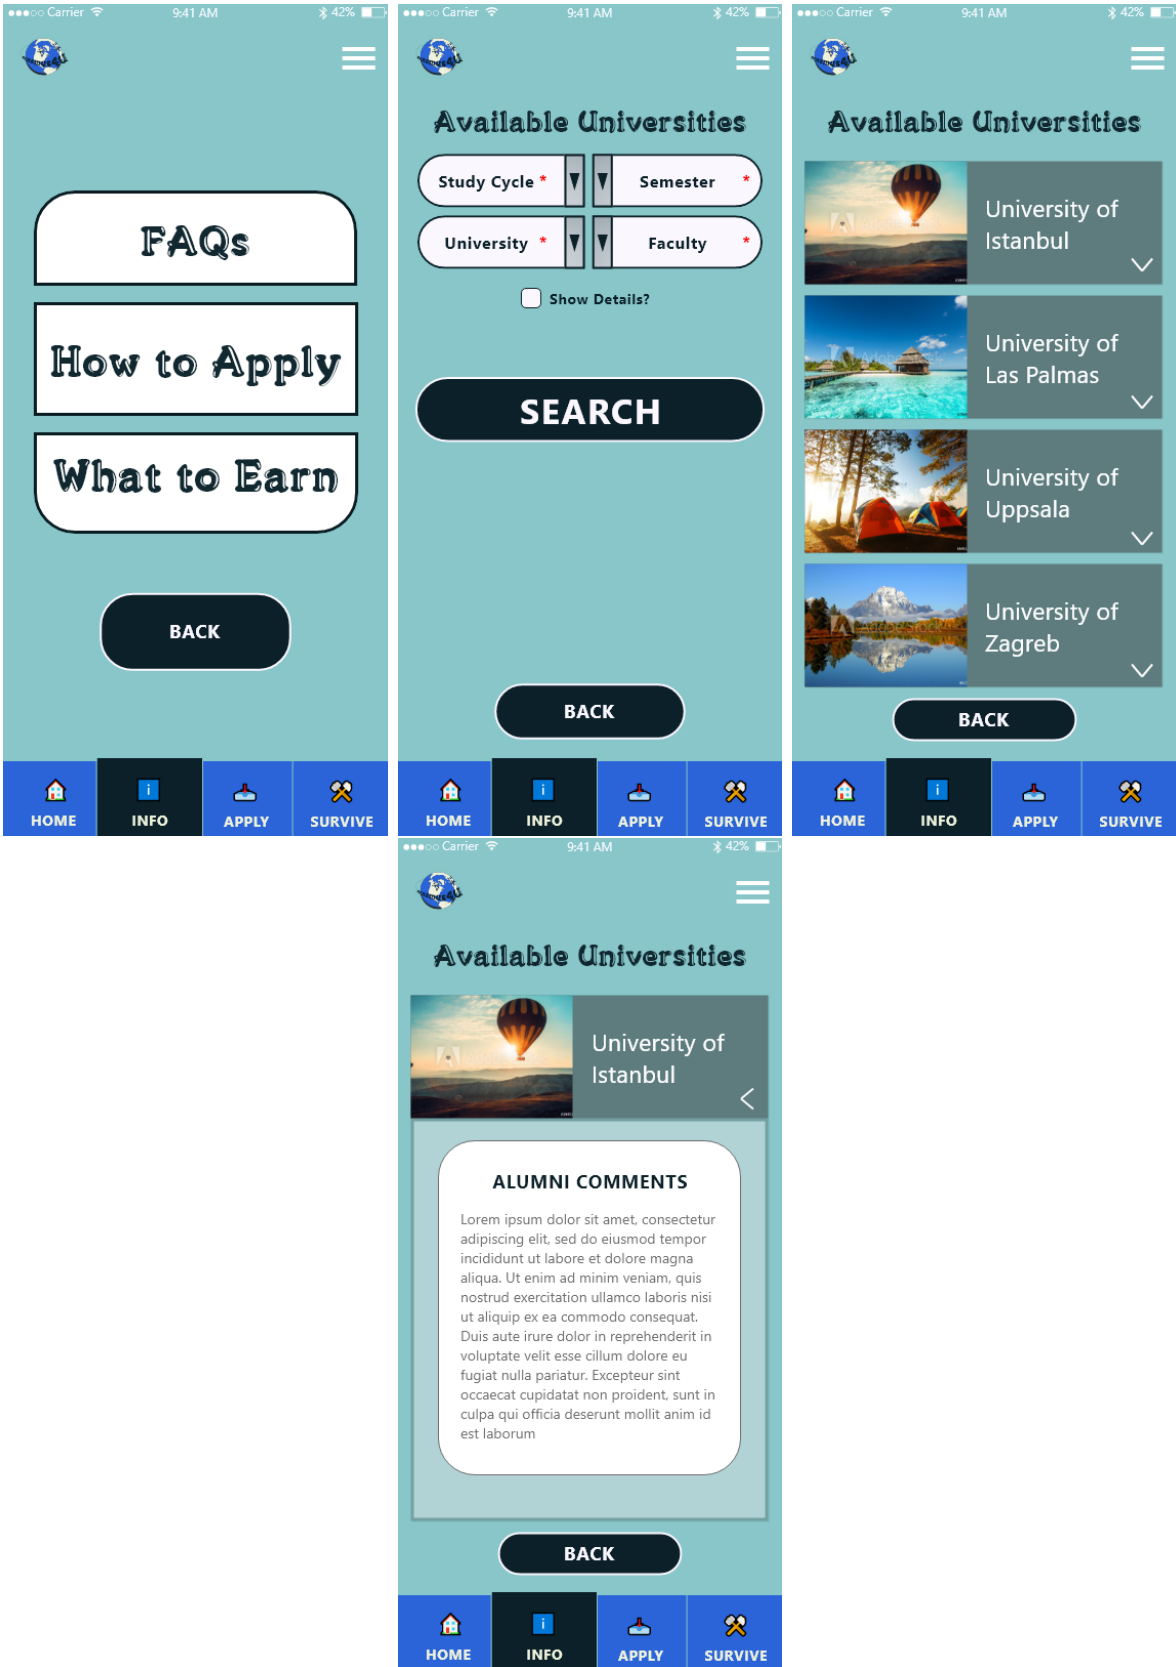 Carrier 9:41 AM 42%
FAQs
How to Apply
What to Earn
BACK
HOME INFO APPLY SURVIVE
Carrier 9:41 AM 42%
Available Universities
Study Cycle * Semester *
University * Faculty *
Show Details?
SEARCH
BACK
HOME INFO APPLY SURVIVE
Carrier 9:41 AM 42%
Available Universities
University of
Istanbul
University of
Las Palmas
University of
Uppsala
University of
Zagreb
BACK
HOME INFO APPLY SURVIVE
Carrier 9:41 AM 42%
Available Universities
University of
Istanbul
ALUMNI COMMENTS
Lorem ipsum dolor sit amet, consectetur
adipiscing elit, sed do eiusmod tempor
incididunt ut labore et dolore magna
aliqua. Ut enim ad minim veniam, quis
nostrud exercitation ullamco laboris nisi
ut aliquip ex ea commodo consequat.
Duis aute irure dolor in reprehenderit in
voluptate velit esse cillum dolore eu
fugiat nulla pariatur. Excepteur sint
occaecat cupidatat non proident, sunt in
culpa qui officia deserunt mollit anim id
est laborum
BACK
HOME INFO APPLY SURVIVE